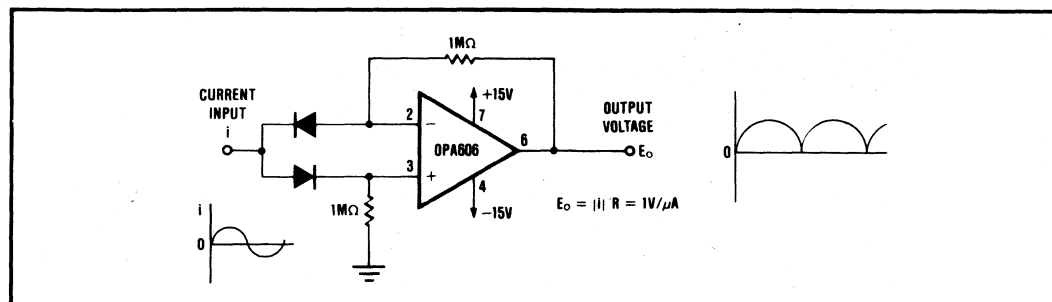 1MΩ
CURRENT
INPUT
i
+15V
7
2
−
OPA606
3
+
6
4
−15V
1MΩ
OUTPUT
VOLTAGE
Eo
Eo = |i| R = 1V/μA
0
i
0